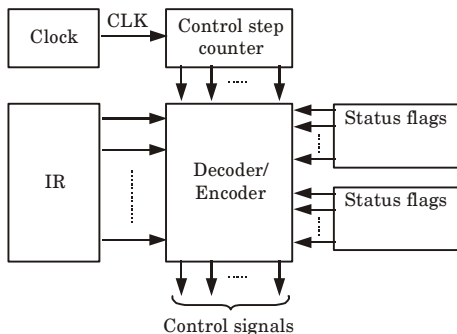 Clock
CLK
Control step
counter
.....
IR
Decoder/
Encoder
Status flags
Status flags
.....
Control signals